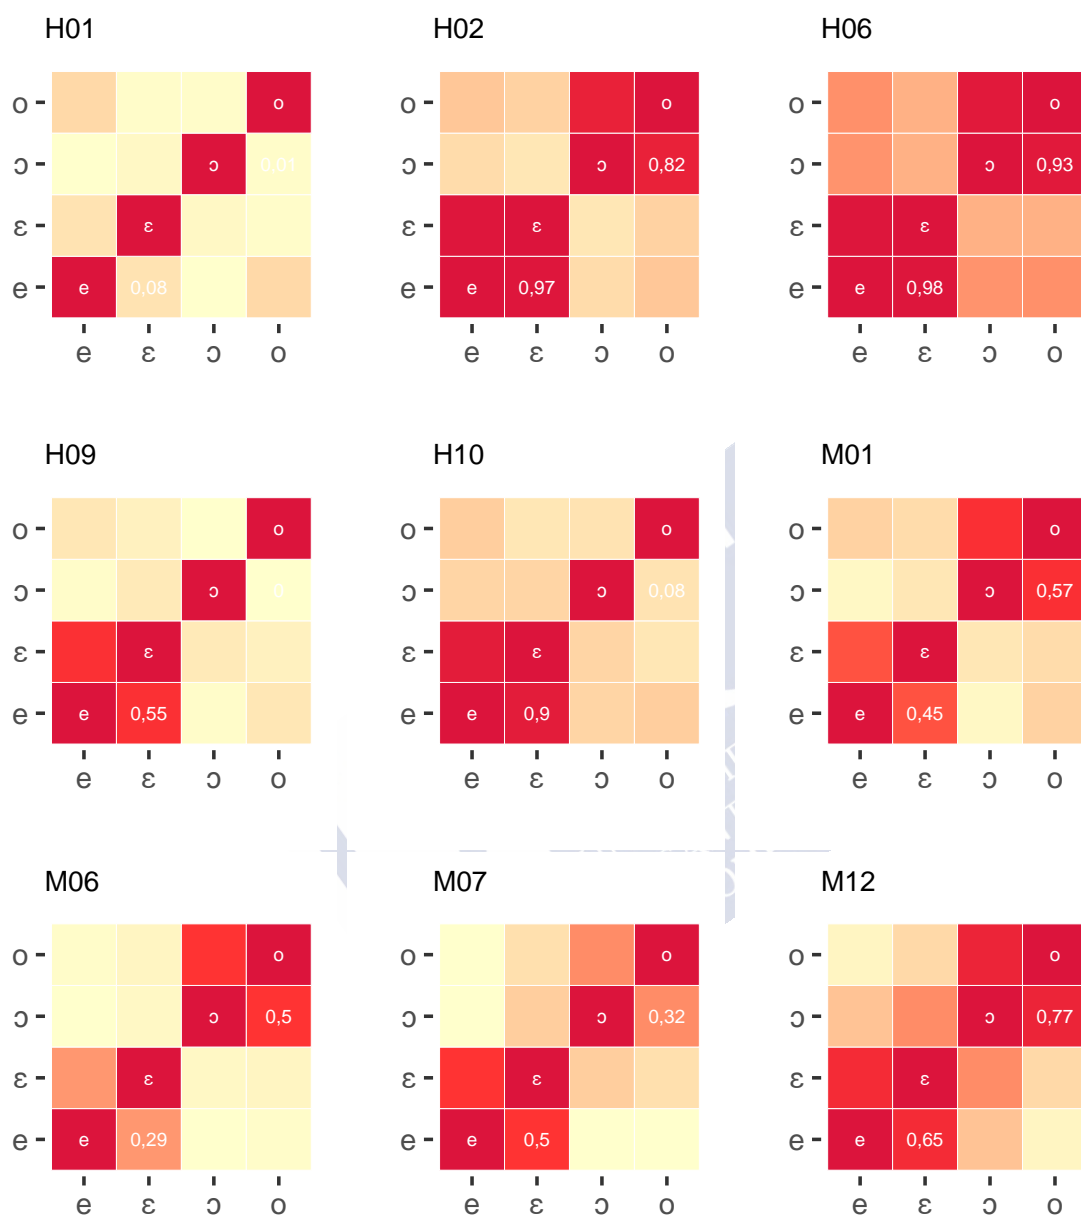 H01 H02 H06
o o o o o o
ɔ ɔ 0,01 ɔ ɔ 0,82 ɔ ɔ 0,93
ɛ ɛ ɛ ɛ ɛ ɛ
e e 0,08 e e 0,97 e e 0,98
e ɛ ɔ o e ɛ ɔ o e ɛ ɔ o
H09 H10 M01
o o o o o o
ɔ ɔ 0 ɔ ɔ 0,08 ɔ ɔ 0,57
ɛ ɛ ɛ ɛ ɛ ɛ
e e 0,55 e e 0,9 e e 0,45
e ɛ ɔ o e ɛ ɔ o e ɛ ɔ o
M06 M07 M12
o o o o o o
ɔ ɔ 0,5 ɔ ɔ 0,32 ɔ ɔ 0,77
ɛ ɛ ɛ ɛ ɛ ɛ
e e 0,29 e e 0,5 e e 0,65
e ɛ ɔ o e ɛ ɔ o e ɛ ɔ o